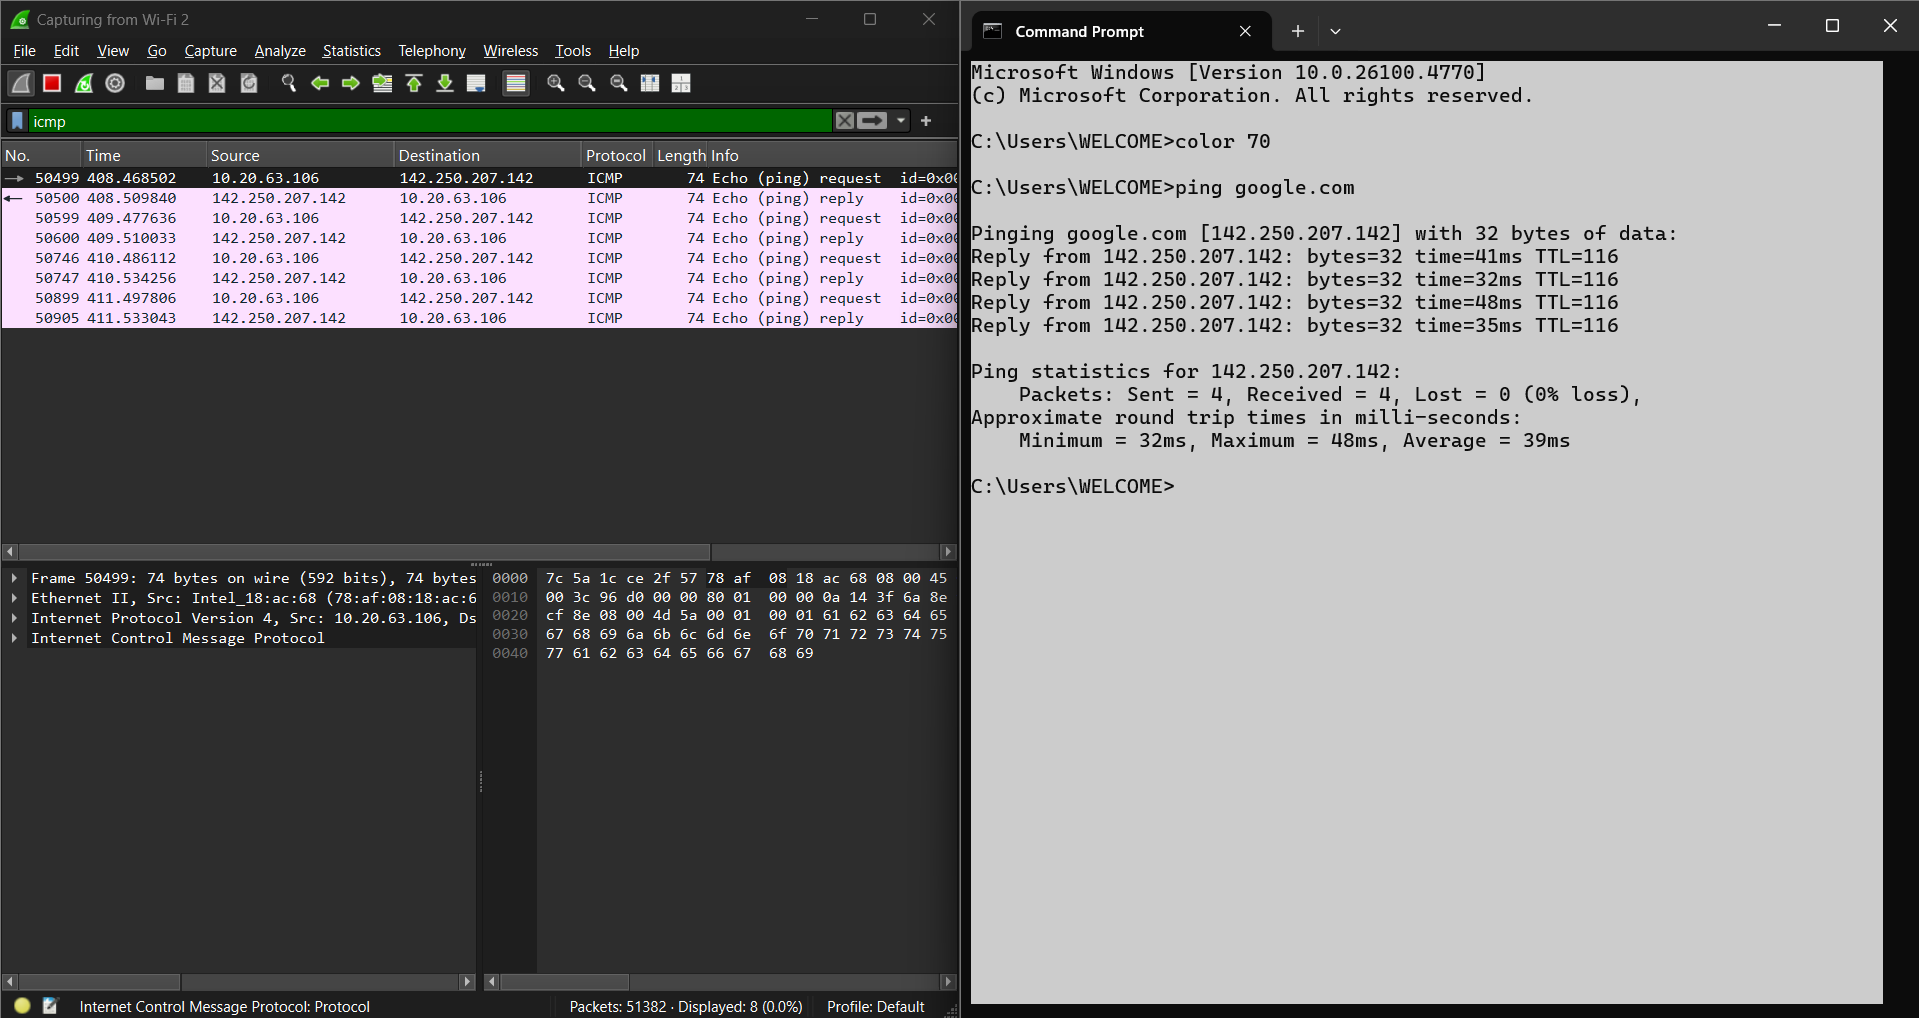 Capturing from Wi-Fi 2
File Edit View Go Capture Analyze Statistics Telephony Wireless Tools Help
icmp
No. Time Source Destination Protocol Length Info
50499 408.468502 10.20.63.106 142.250.207.142 ICMP 74 Echo (ping) request id=0x00
50500 408.509840 142.250.207.142 10.20.63.106 ICMP 74 Echo (ping) reply id=0x00
50599 409.477636 10.20.63.106 142.250.207.142 ICMP 74 Echo (ping) request id=0x00
50600 409.510033 142.250.207.142 10.20.63.106 ICMP 74 Echo (ping) reply id=0x00
50746 410.486112 10.20.63.106 142.250.207.142 ICMP 74 Echo (ping) request id=0x00
50747 410.534256 142.250.207.142 10.20.63.106 ICMP 74 Echo (ping) reply id=0x00
50899 411.497806 10.20.63.106 142.250.207.142 ICMP 74 Echo (ping) request id=0x00
50905 411.533043 142.250.207.142 10.20.63.106 ICMP 74 Echo (ping) reply id=0x00
Frame 50499: 74 bytes on wire (592 bits), 74 bytes
Ethernet II, Src: Intel_18:ac:68 (78:af:08:18:ac:6
Internet Protocol Version 4, Src: 10.20.63.106, Ds
Internet Control Message Protocol
0000 7c 5a 1c ce 2f 57 78 af 08 18 ac 68 08 00 45
0010 00 3c 96 d0 00 00 80 01 00 00 0a 14 3f 6a 8e
0020 cf 8e 08 00 4d 5a 00 01 00 01 61 62 63 64 65
0030 67 68 69 6a 6b 6c 6d 6e 6f 70 71 72 73 74 75
0040 77 61 62 63 64 65 66 67 68 69
Internet Control Message Protocol: Protocol
Packets: 51382 · Displayed: 8 (0.0%)
Profile: Default
Command Prompt
Microsoft Windows [Version 10.0.26100.4770]
(c) Microsoft Corporation. All rights reserved.
C:\Users\WELCOME>color 70
C:\Users\WELCOME>ping google.com
Pinging google.com [142.250.207.142] with 32 bytes of data:
Reply from 142.250.207.142: bytes=32 time=41ms TTL=116
Reply from 142.250.207.142: bytes=32 time=32ms TTL=116
Reply from 142.250.207.142: bytes=32 time=48ms TTL=116
Reply from 142.250.207.142: bytes=32 time=35ms TTL=116
Ping statistics for 142.250.207.142:
Packets: Sent = 4, Received = 4, Lost = 0 (0% loss),
Approximate round trip times in milli-seconds:
Minimum = 32ms, Maximum = 48ms, Average = 39ms
C:\Users\WELCOME>